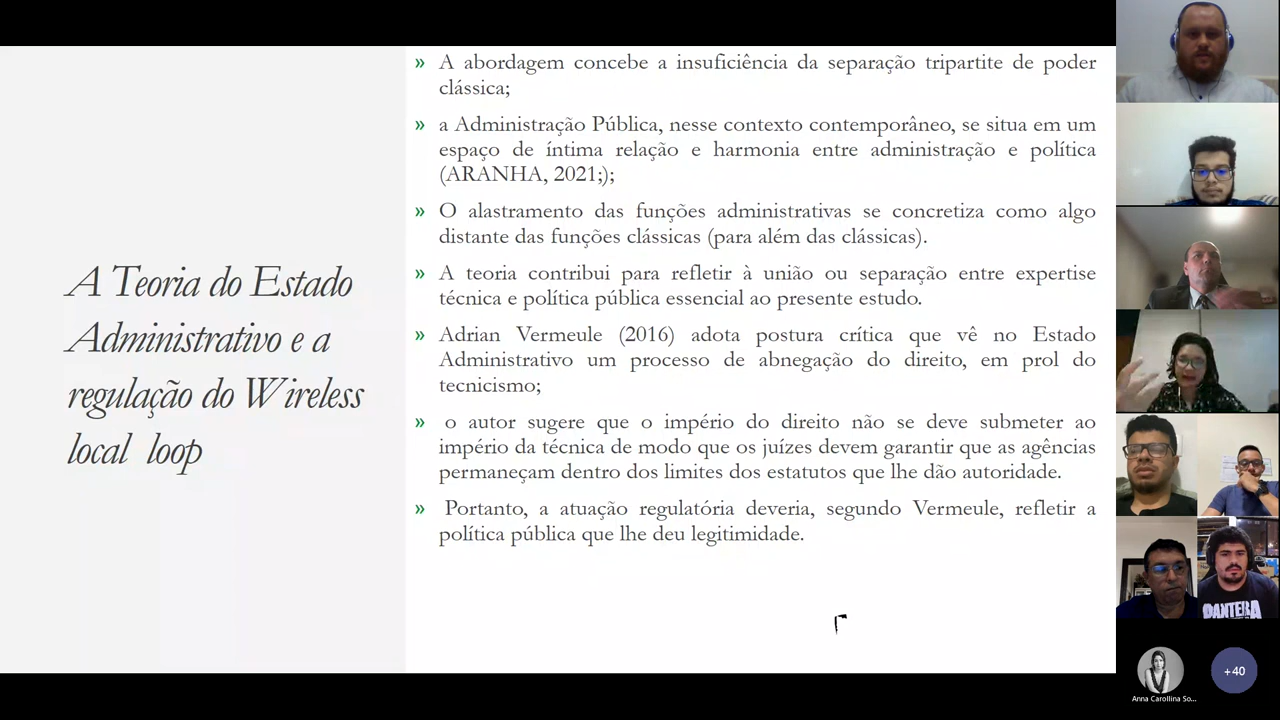 A Teoria do Estado
Administrativo e a
regulação do Wireless
local loop
» A abordagem concebe a insuficiência da separação tripartite de poder
clássica;
» a Administração Pública, nesse contexto contemporâneo, se situa em um
espaço de íntima relação e harmonia entre administração e política
(ARANHA, 2021;);
» O alastramento das funções administrativas se concretiza como algo
distante das funções clássicas (para além das clássicas).
» A teoria contribui para refletir à união ou separação entre expertise
técnica e política pública essencial ao presente estudo.
» Adrian Vermeule (2016) adota postura crítica que vê no Estado
Administrativo um processo de abnegação do direito, em prol do
tecnicismo;
» o autor sugere que o império do direito não se deve submeter ao
império da técnica de modo que os juízes devem garantir que as agências
permaneçam dentro dos limites dos estatutos que lhe dão autoridade.
» Portanto, a atuação regulatória deveria, segundo Vermeule, refletir a
política pública que lhe deu legitimidade.
PANTERA
+40
Anna Carollina So...